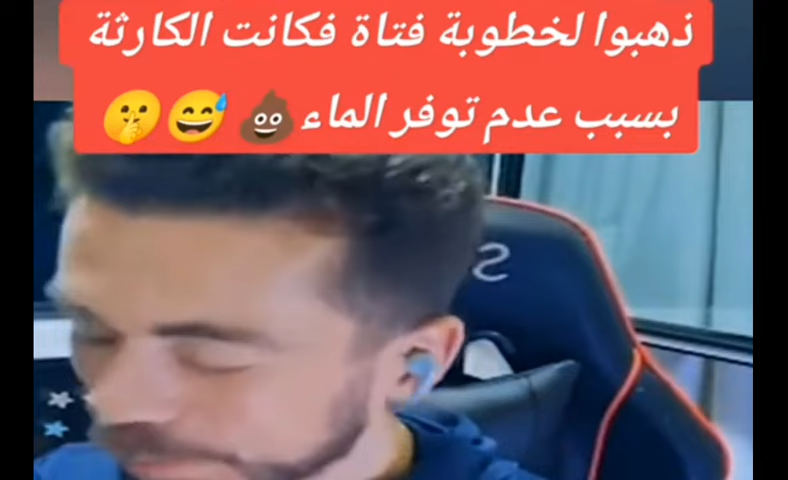 ذهبوا لخطوبة فتاة فكانت الكارثة
بسبب عدم توفر الماء 💩 😅 🤫
S